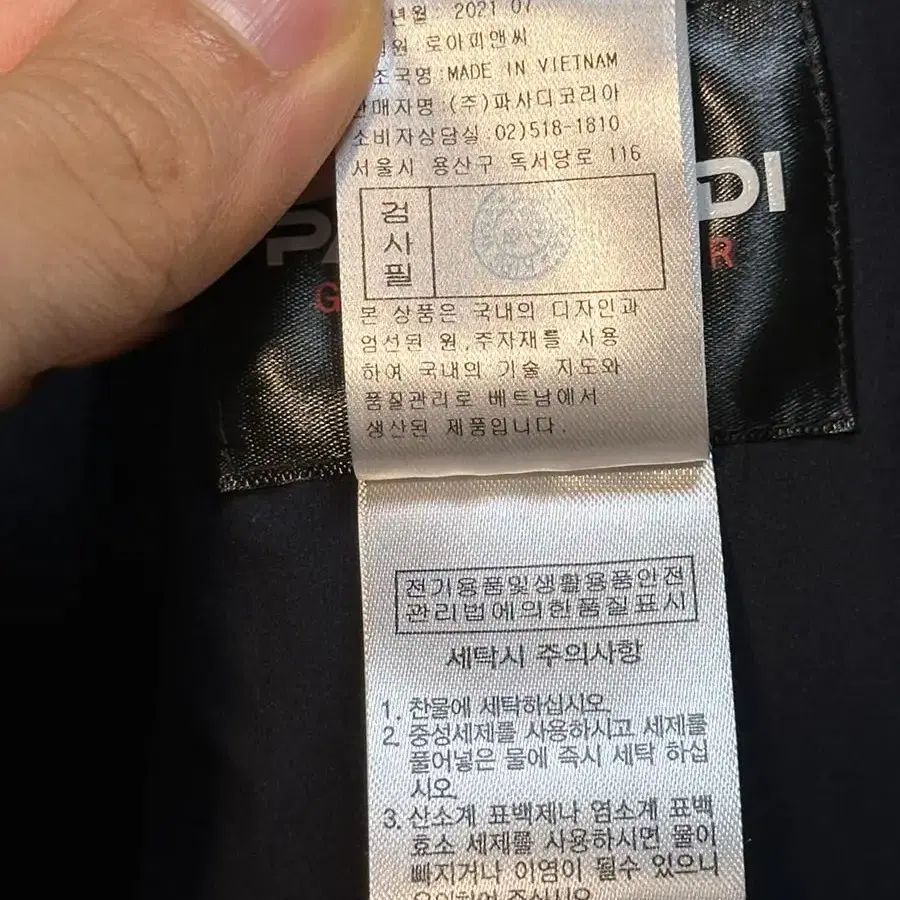 년월: 2021 07
원 로아피앤씨
조국명:MADE IN VIETNAM
판매자명:(주)파사디코리아
소비자상담실 02)518-1810
서울시 용산구 독서당로 116
검사필
본 상품은 국내의 디자인과
엄선된 원,주자재를 사용
하여 국내의 기술 지도와
품질관리로 베트남에서
생산된 제품입니다.
PA
DI
G
R
전기용품및생활용품안전
관리법에의한품질표시
세탁시 주의사항
1. 찬물에 세탁하십시오.
2. 중성세제를 사용하시고 세제를
풀어넣은 물에 즉시 세탁 하십
시오.
3. 산소계 표백제나 염소계 표백
효소 세제를 사용하시면 물이
빠지거나 이염이 될수 있으니